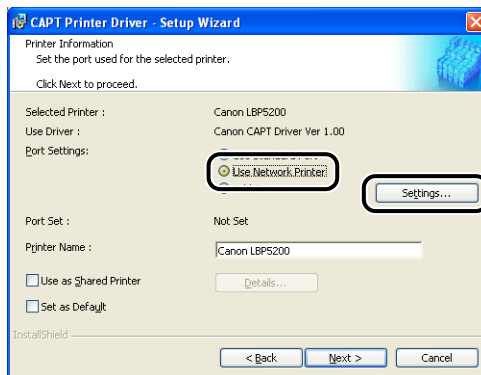 CAPT Printer Driver - Setup Wizard
Printer Information
Set the port used for the selected printer.
Click Next to proceed.
Selected Printer : Canon LBP5200
Use Driver : Canon CAPT Driver Ver 1.00
Port Settings:
Use Network Printer
Settings...
Port Set : Not Set
Printer Name : Canon LBP5200
Use as Shared Printer Details...
Set as Default
InstallShield
< Back Next > Cancel